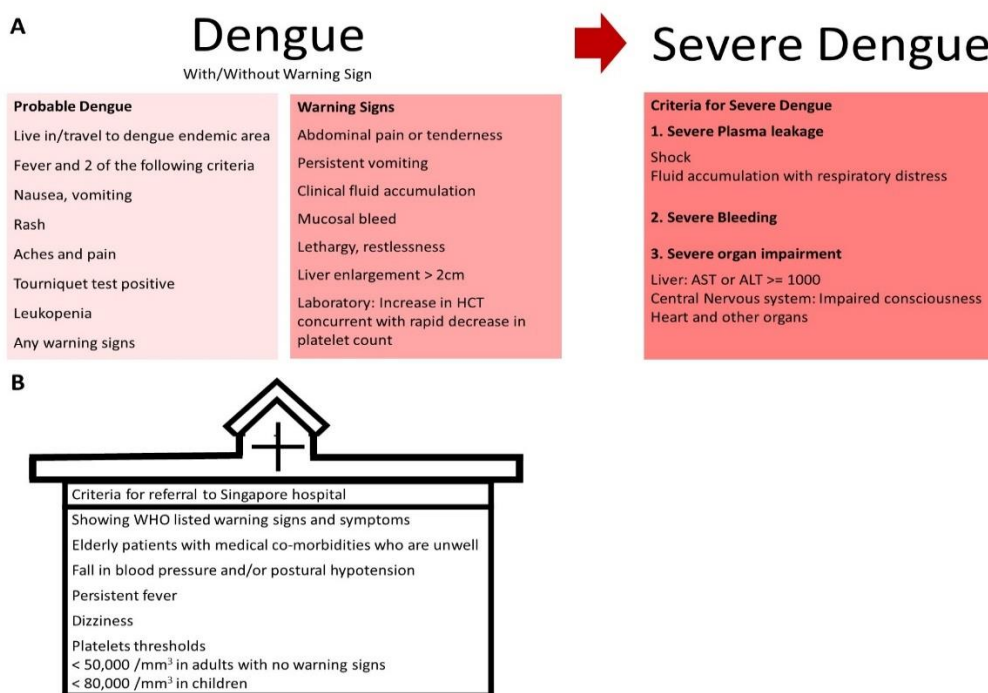 A
Dengue
With/Without Warning Sign
Severe Dengue
Probable Dengue
Live in/travel to dengue endemic area
Fever and 2 of the following criteria
Nausea, vomiting
Rash
Aches and pain
Tourniquet test positive
Leukopenia
Any warning signs
Warning Signs
Abdominal pain or tenderness
Persistent vomiting
Clinical fluid accumulation
Mucosal bleed
Lethargy, restlessness
Liver enlargement > 2cm
Laboratory: Increase in HCT
concurrent with rapid decrease in
platelet count
Criteria for Severe Dengue
1. Severe Plasma leakage
Shock
Fluid accumulation with respiratory distress
2. Severe Bleeding
3. Severe organ impairment
Liver: AST or ALT >= 1000
Central Nervous system: Impaired consciousness
Heart and other organs
B
Criteria for referral to Singapore hospital
Showing WHO listed warning signs and symptoms
Elderly patients with medical co-morbidities who are unwell
Fall in blood pressure and/or postural hypotension
Persistent fever
Dizziness
Platelets thresholds
< 50,000 /mm³ in adults with no warning signs
< 80,000 /mm³ in children